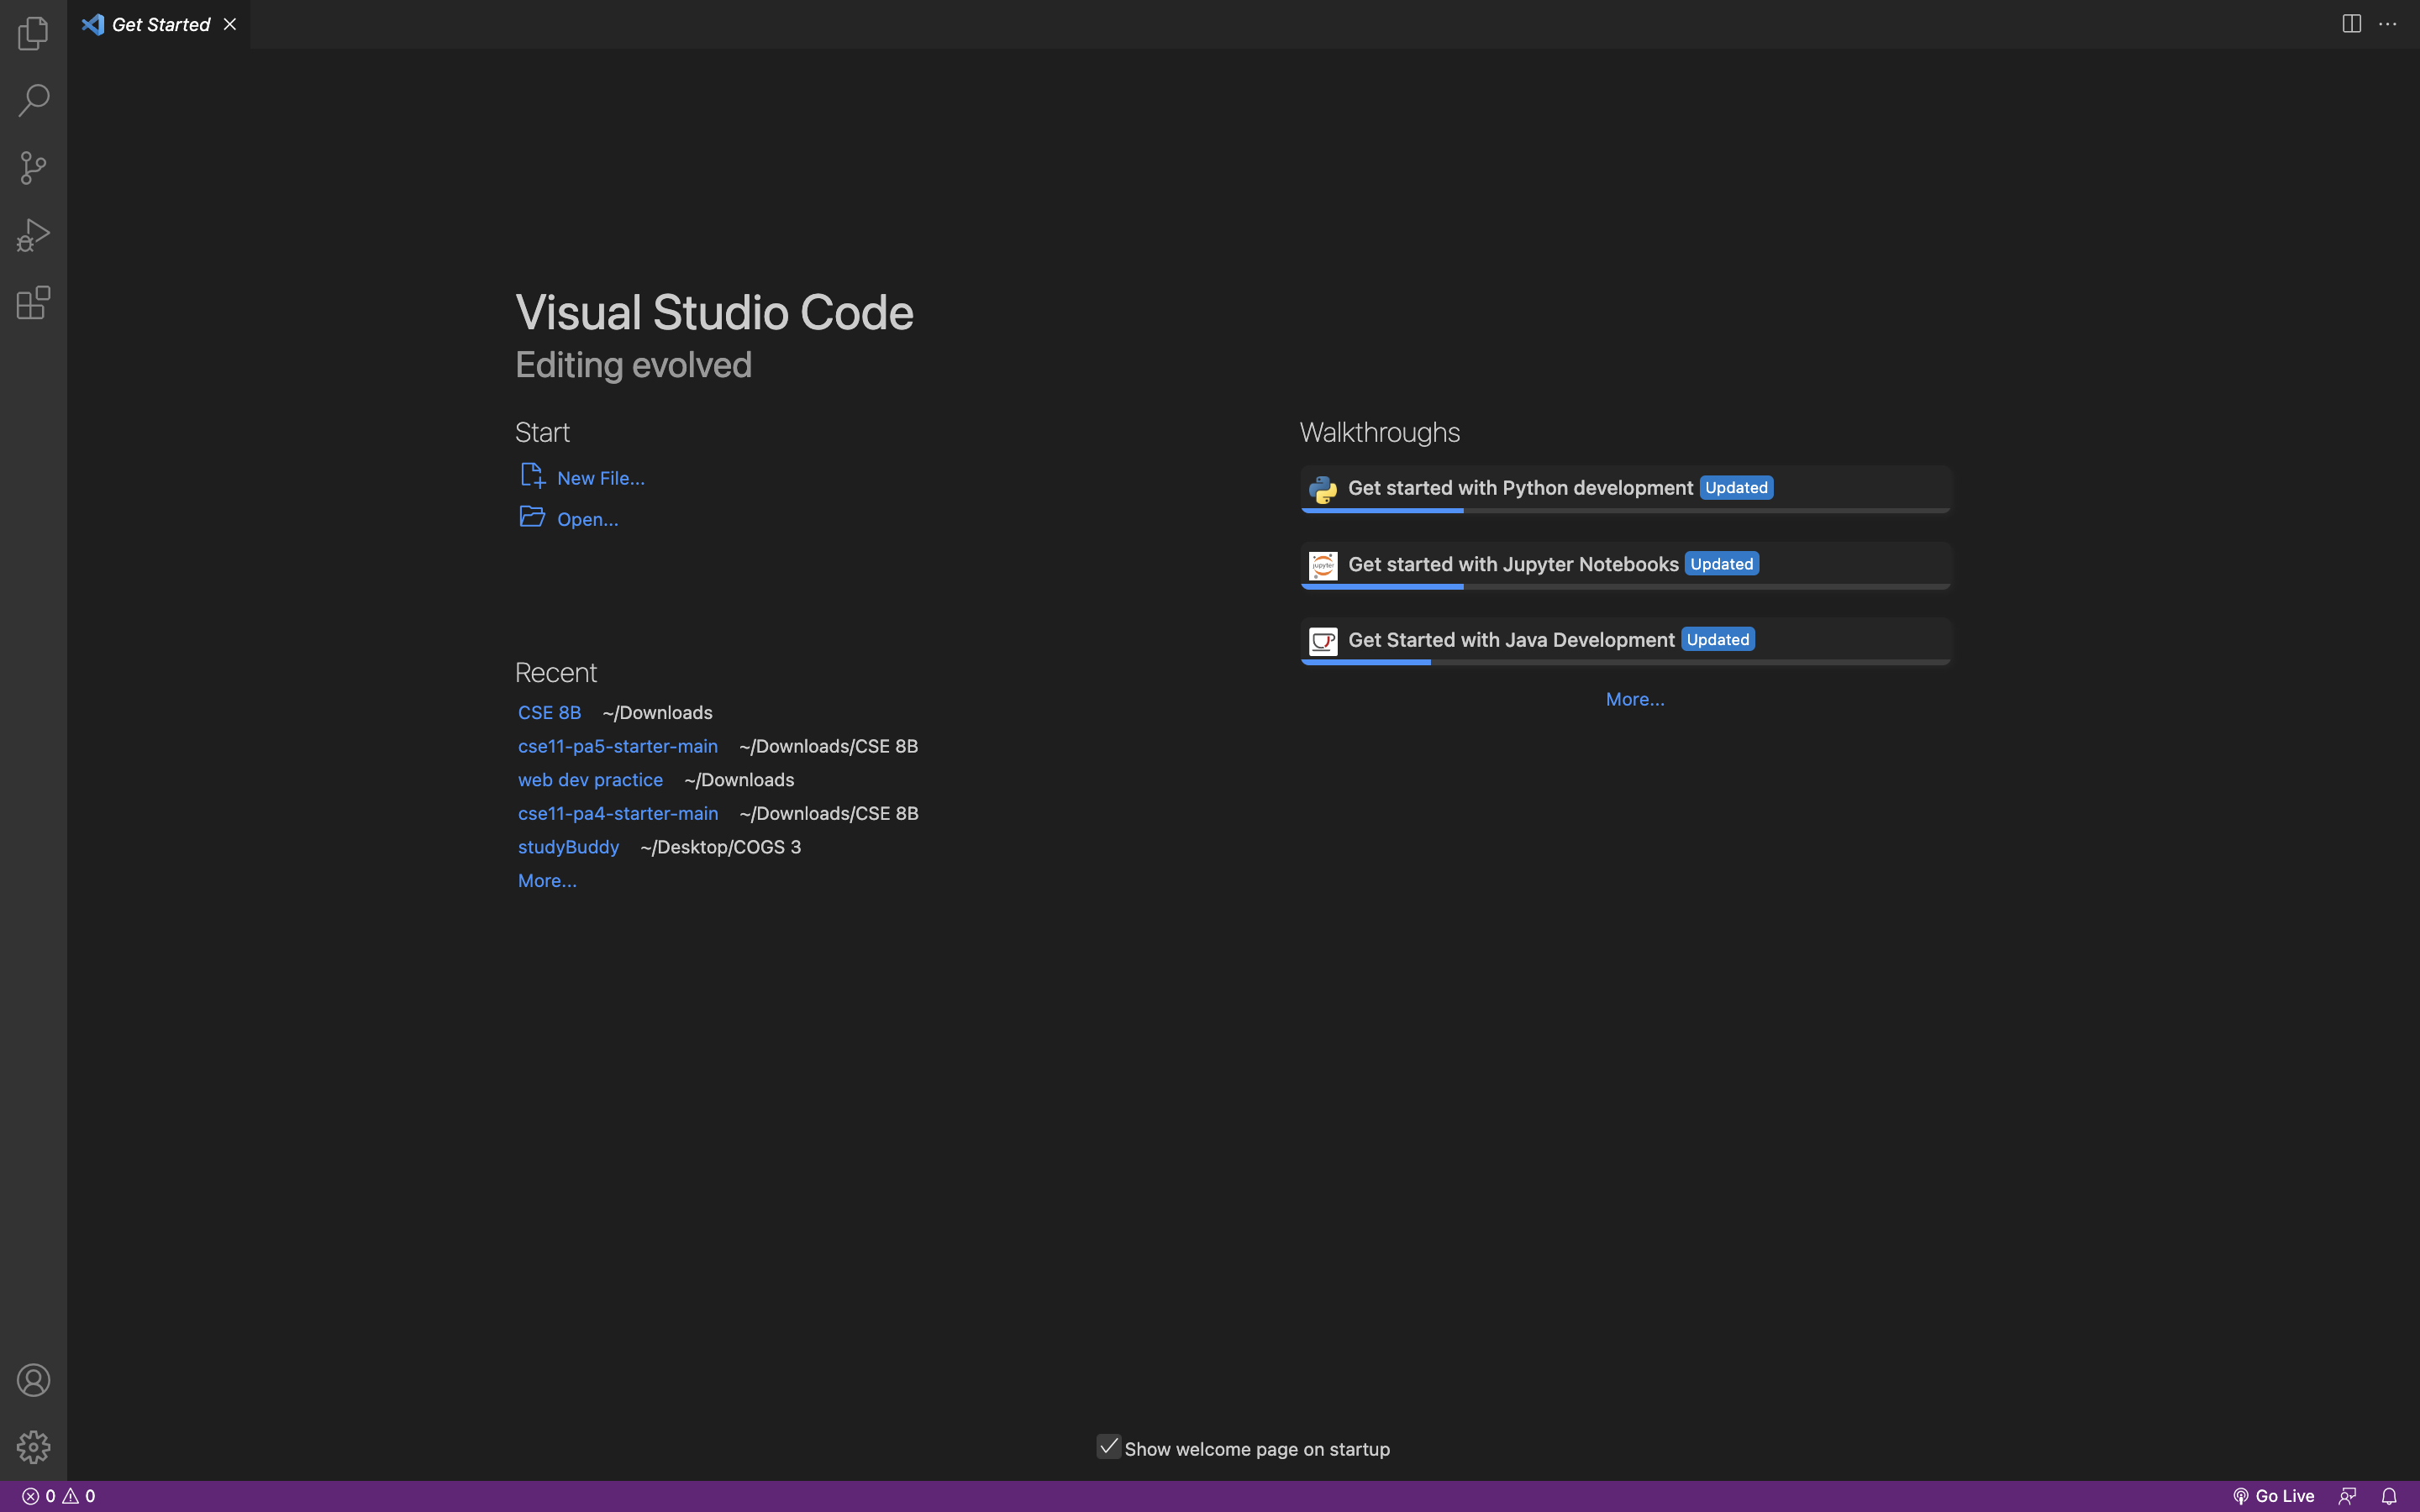 Get Started
Visual Studio Code
Editing evolved
Start
New File...
Open...
Recent
CSE 8B ~/Downloads
cse11-pa5-starter-main ~/Downloads/CSE 8B
web dev practice ~/Downloads
cse11-pa4-starter-main ~/Downloads/CSE 8B
studyBuddy ~/Desktop/COGS 3
More...
Walkthroughs
Get started with Python development Updated
jupyter
Get started with Jupyter Notebooks Updated
Get Started with Java Development Updated
More...
Show welcome page on startup
0 0
Go Live